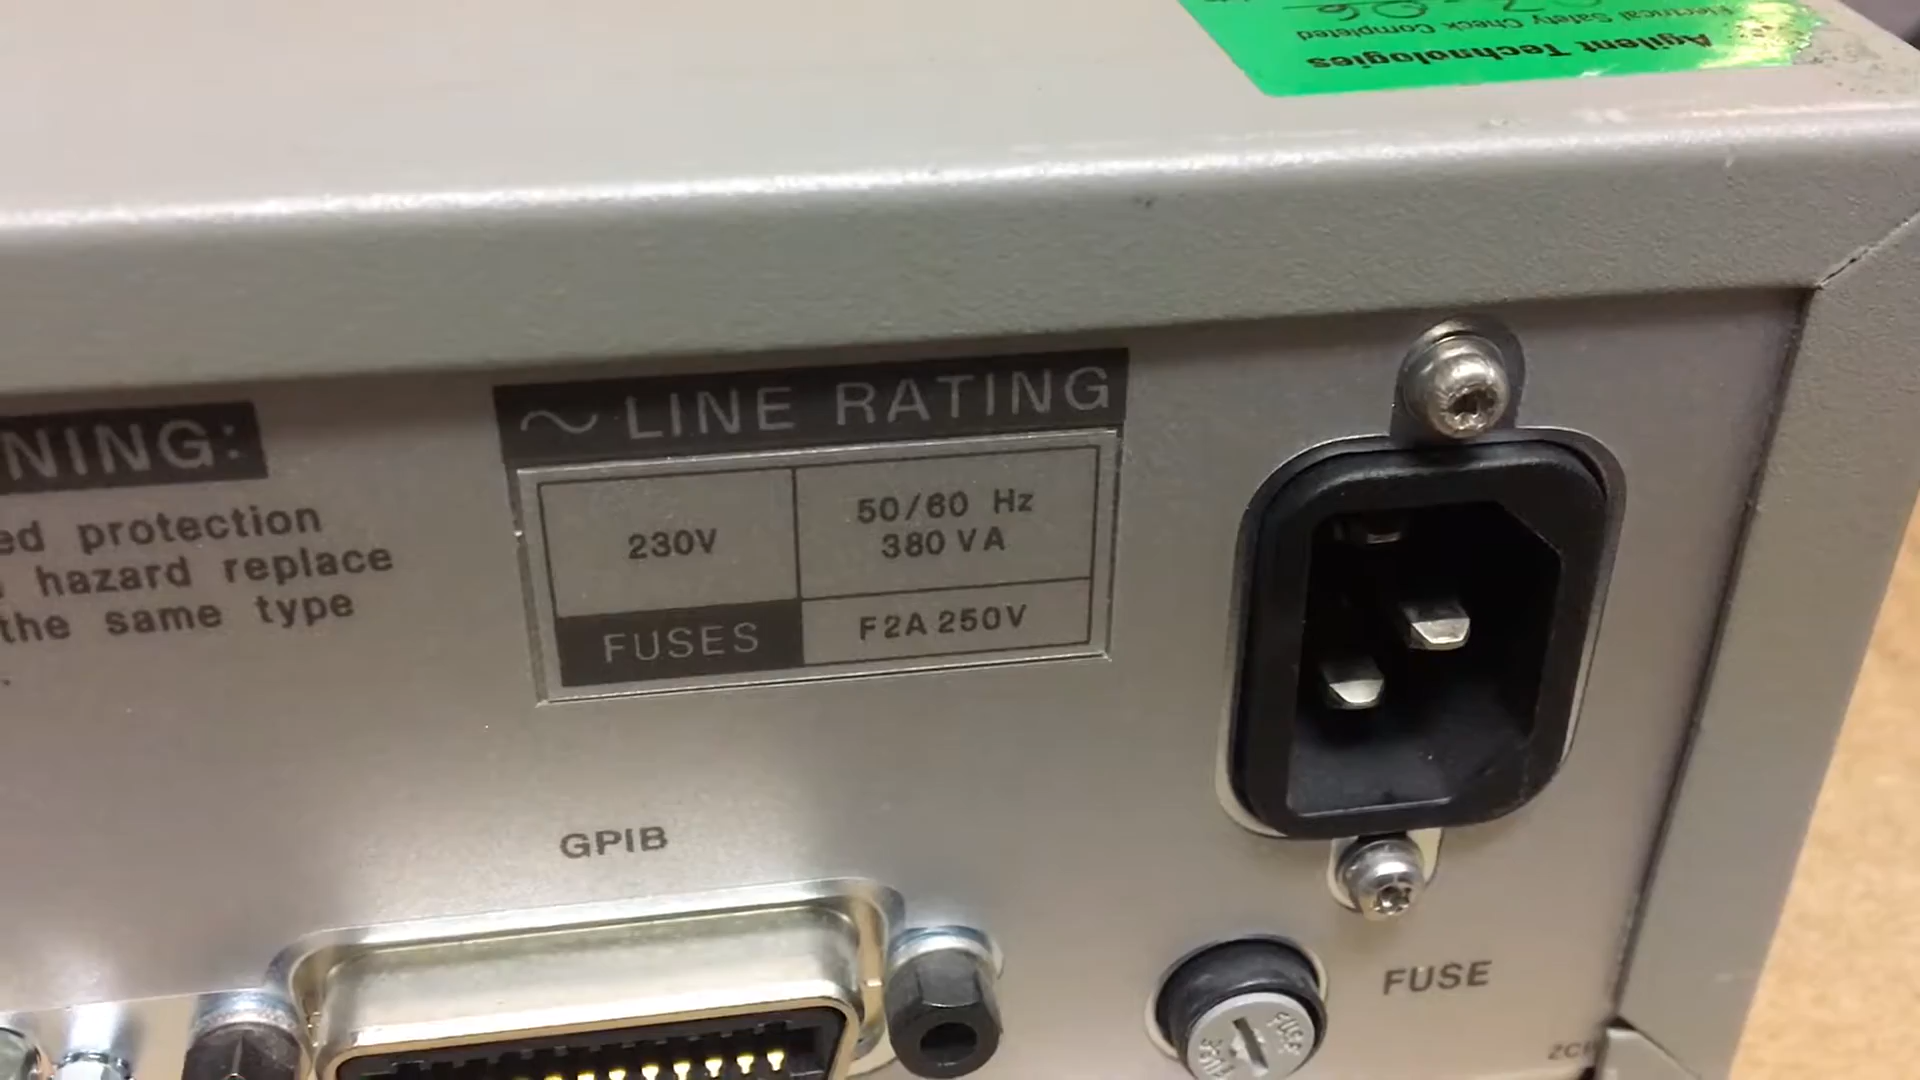 Agilent Technologies
Electrical Safety Check Completed
NING:
ed protection
hazard replace
the same type
∼ LINE RATING
230V
50/60 Hz
380 VA
FUSES
F2A 250V
GPIB
FUSE
FUSE
FUSE